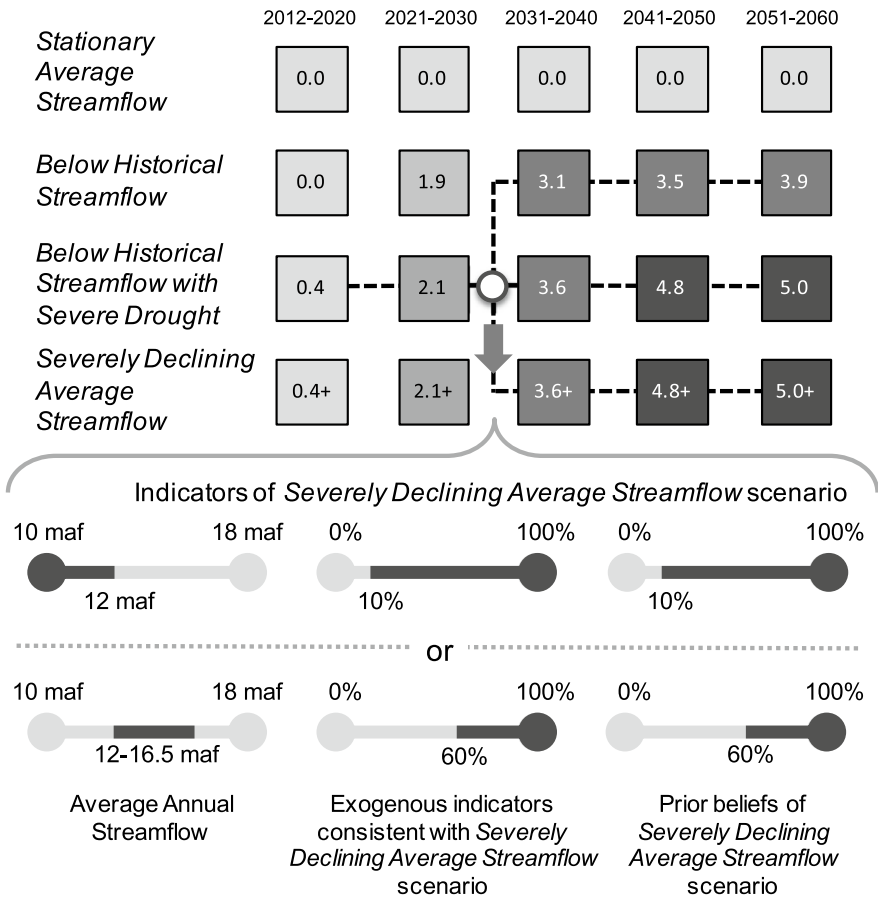 2012-2020 2021-2030 2031-2040 2041-2050 2051-2060
Stationary
Average
Streamflow
0.0 0.0 0.0 0.0 0.0
Below Historical
Streamflow
0.0 1.9 3.1 3.5 3.9
Below Historical
Streamflow with
Severe Drought
0.4 2.1 3.6 4.8 5.0
Severely Declining
Average
Streamflow
0.4+ 2.1+ 3.6+ 4.8+ 5.0+
Indicators of Severely Declining Average Streamflow scenario
10 maf 18 maf 0% 100% 0% 100%
12 maf 10% 10%
or
10 maf 18 maf 0% 100% 0% 100%
12-16.5 maf 60% 60%
Average Annual
Streamflow
Exogenous indicators
consistent with Severely
Declining Average Streamflow
scenario
Prior beliefs of
Severely Declining
Average Streamflow
scenario